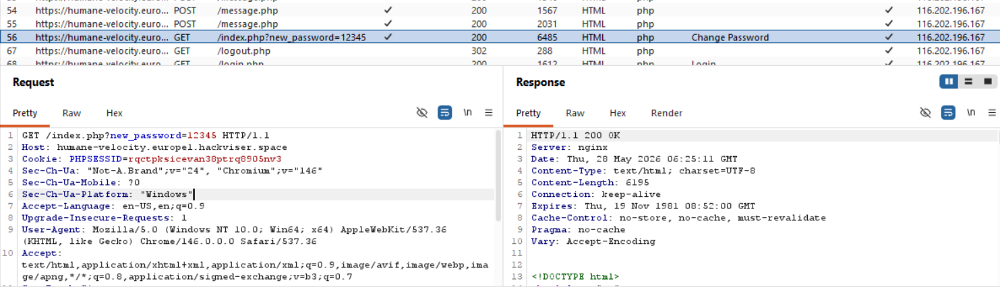 54 https://humane-velocity.euro... POST /message.php ✓ 200 1567 HTML php ✓ 116.202.196.167
55 https://humane-velocity.euro... POST /message.php ✓ 200 2031 HTML php ✓ 116.202.196.167
56 https://humane-velocity.euro... GET /index.php?new_password=12345 ✓ 200 6485 HTML php Change Password ✓ 116.202.196.167
67 https://humane-velocity.euro... GET /logout.php 302 288 HTML php ✓ 116.202.196.167
68 https://humane-velocity.euro... GET /login.php 200 1612 HTML php Login ✓ 116.202.196.167
Request
Pretty Raw Hex \n
1 GET /index.php?new_password=12345 HTTP/1.1
2 Host: humane-velocity.europe1.hackviser.space
3 Cookie: PHPSESSID=rqctpksicevan38ptrq8905nv3
4 Sec-Ch-Ua: "Not-A.Brand";v="24", "Chromium";v="146"
5 Sec-Ch-Ua-Mobile: ?0
6 Sec-Ch-Ua-Platform: "Windows"
7 Accept-Language: en-US,en;q=0.9
8 Upgrade-Insecure-Requests: 1
9 User-Agent: Mozilla/5.0 (Windows NT 10.0; Win64; x64) AppleWebKit/537.36
(KHTML, like Gecko) Chrome/146.0.0.0 Safari/537.36
10 Accept:
text/html,application/xhtml+xml,application/xml;q=0.9,image/avif,image/webp,ima
ge/apng,*/*;q=0.8,application/signed-exchange;v=b3;q=0.7
Response
Pretty Raw Hex Render \n
1 HTTP/1.1 200 OK
2 Server: nginx
3 Date: Thu, 28 May 2026 06:25:11 GMT
4 Content-Type: text/html; charset=UTF-8
5 Content-Length: 6195
6 Connection: keep-alive
7 Expires: Thu, 19 Nov 1981 08:52:00 GMT
8 Cache-Control: no-store, no-cache, must-revalidate
9 Pragma: no-cache
10 Vary: Accept-Encoding
11
12
13 <!DOCTYPE html>